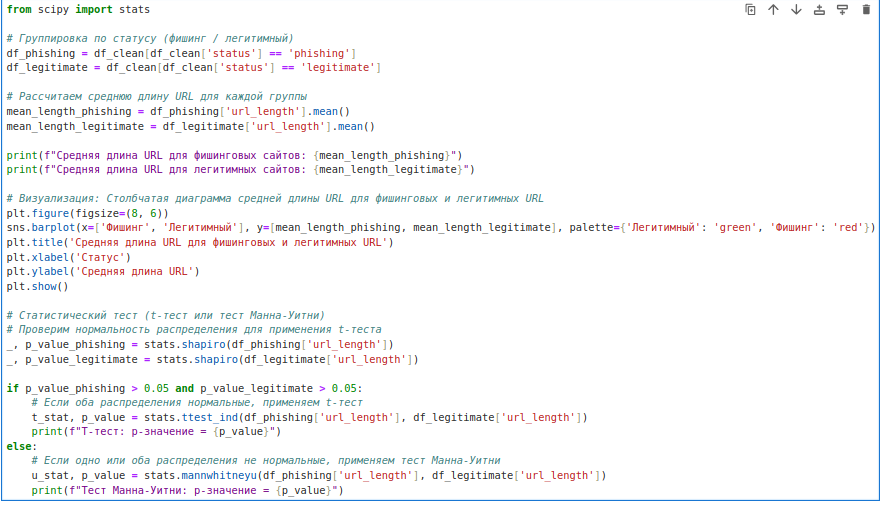 from scipy import stats

# Группировка по статусу (фишинг / легитимный)
df_phishing = df_clean[df_clean['status'] == 'phishing']
df_legitimate = df_clean[df_clean['status'] == 'legitimate']

# Рассчитаем среднюю длину URL для каждой группы
mean_length_phishing = df_phishing['url_length'].mean()
mean_length_legitimate = df_legitimate['url_length'].mean()

print(f"Средняя длина URL для фишинговых сайтов: {mean_length_phishing}")
print(f"Средняя длина URL для легитимных сайтов: {mean_length_legitimate}")

# Визуализация: Столбчатая диаграмма средней длины URL для фишинговых и легитимных URL
plt.figure(figsize=(8, 6))
sns.barplot(x=['Фишинг', 'Легитимный'], y=[mean_length_phishing, mean_length_legitimate], palette={'Легитимный': 'green', 'Фишинг': 'red'})
plt.title('Средняя длина URL для фишинговых и легитимных URL')
plt.xlabel('Статус')
plt.ylabel('Средняя длина URL')
plt.show()

# Статистический тест (t-тест или тест Манна-Уитни)
# Проверим нормальность распределения для применения t-теста
_, p_value_phishing = stats.shapiro(df_phishing['url_length'])
_, p_value_legitimate = stats.shapiro(df_legitimate['url_length'])

if p_value_phishing > 0.05 and p_value_legitimate > 0.05:
    # Если оба распределения нормальные, применяем t-тест
    t_stat, p_value = stats.ttest_ind(df_phishing['url_length'], df_legitimate['url_length'])
    print(f"T-тест: p-значение = {p_value}")
else:
    # Если одно или оба распределения не нормальные, применяем тест Манна-Уитни
    u_stat, p_value = stats.mannwhitneyu(df_phishing['url_length'], df_legitimate['url_length'])
    print(f"Тест Манна-Уитни: p-значение = {p_value}")